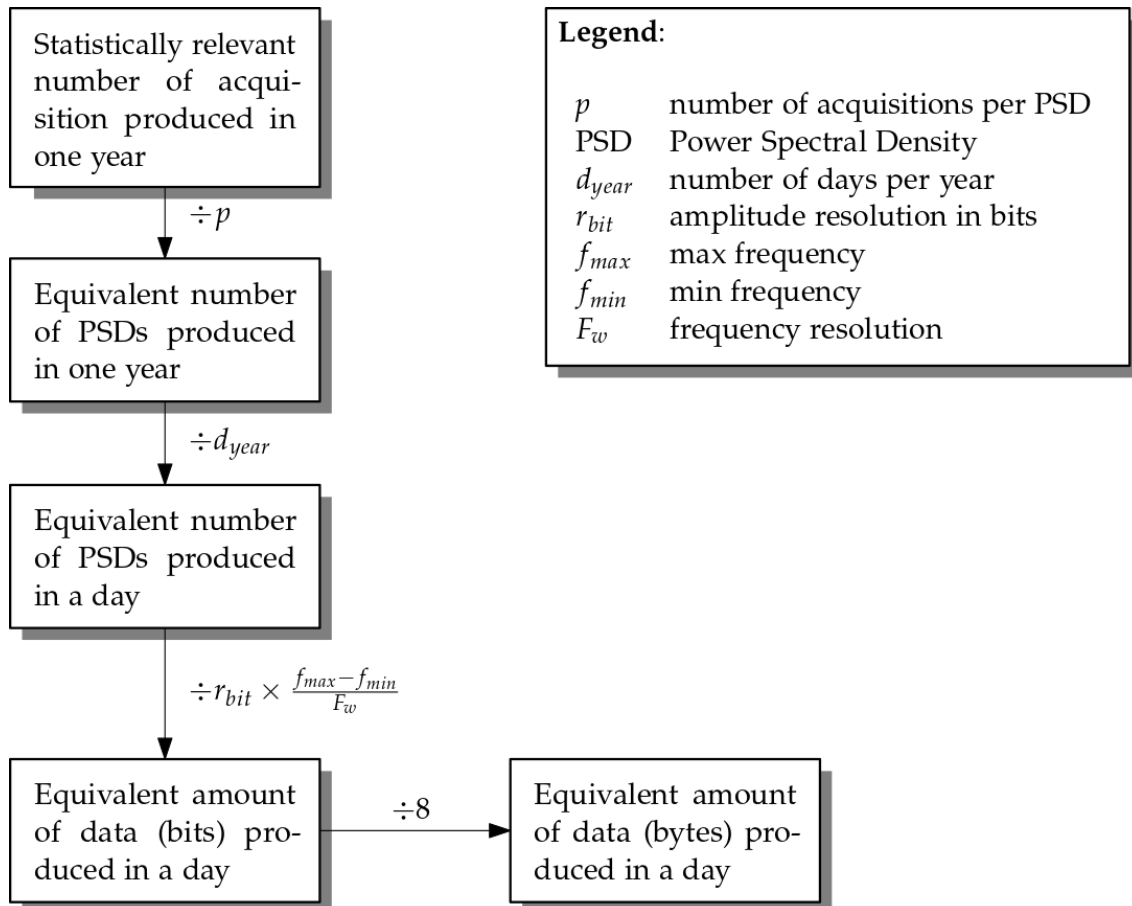 Statistically relevant
number of acqui-
sition produced in
one year
÷p
Equivalent number
of PSDs produced
in one year
÷d_year
Equivalent number
of PSDs produced
in a day
÷r_bit × (f_max−f_min)/F_w
Equivalent amount
of data (bits) pro-
duced in a day
÷8
Equivalent amount
of data (bytes) pro-
duced in a day
Legend:
p number of acquisitions per PSD
PSD Power Spectral Density
d_year number of days per year
r_bit amplitude resolution in bits
f_max max frequency
f_min min frequency
F_w frequency resolution